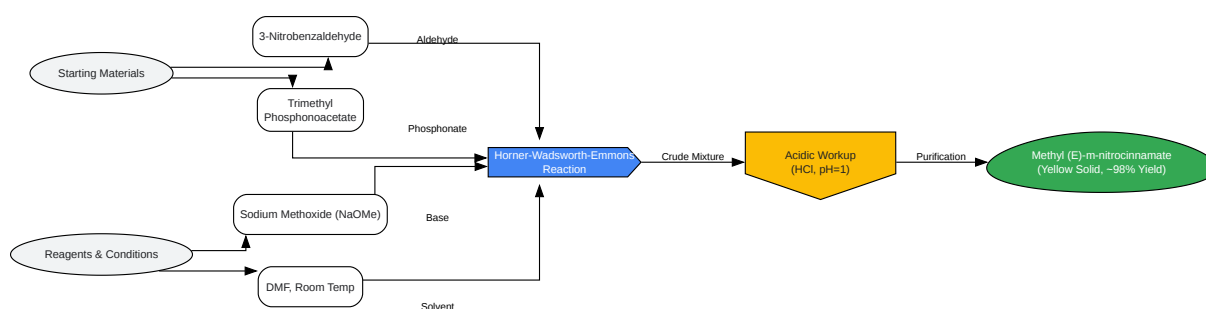 3-Nitrobenzaldehyde
Aldehyde
Starting Materials
Trimethyl
Phosphonoacetate
Phosphonate
Horner-Wadsworth-Emmons
Reaction
Crude Mixture
Acidic Workup
(HCl, pH=1)
Purification
Methyl (E)-m-nitrocinnamate
(Yellow Solid, ~98% Yield)
Sodium Methoxide (NaOMe)
Base
Reagents & Conditions
DMF, Room Temp
Solvent